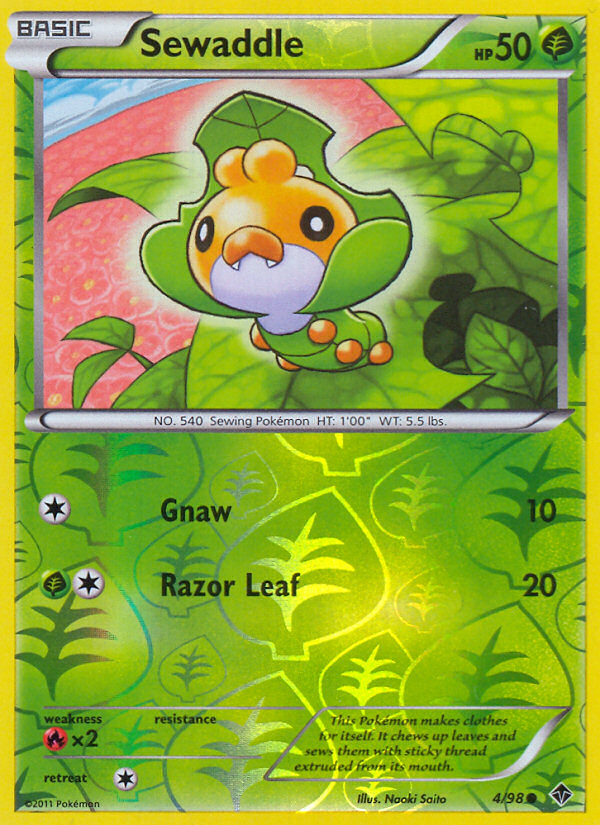 BASIC
Sewaddle
HP 50
NO. 540 Sewing Pokémon HT: 1'00" WT: 5.5 lbs.
Gnaw 10
Razor Leaf 20
weakness resistance
×2
retreat
This Pokémon makes clothes
for itself. It chews up leaves and
sews them with sticky thread
extruded from its mouth.
©2011 Pokémon
Illus. Naoki Saito 4/98